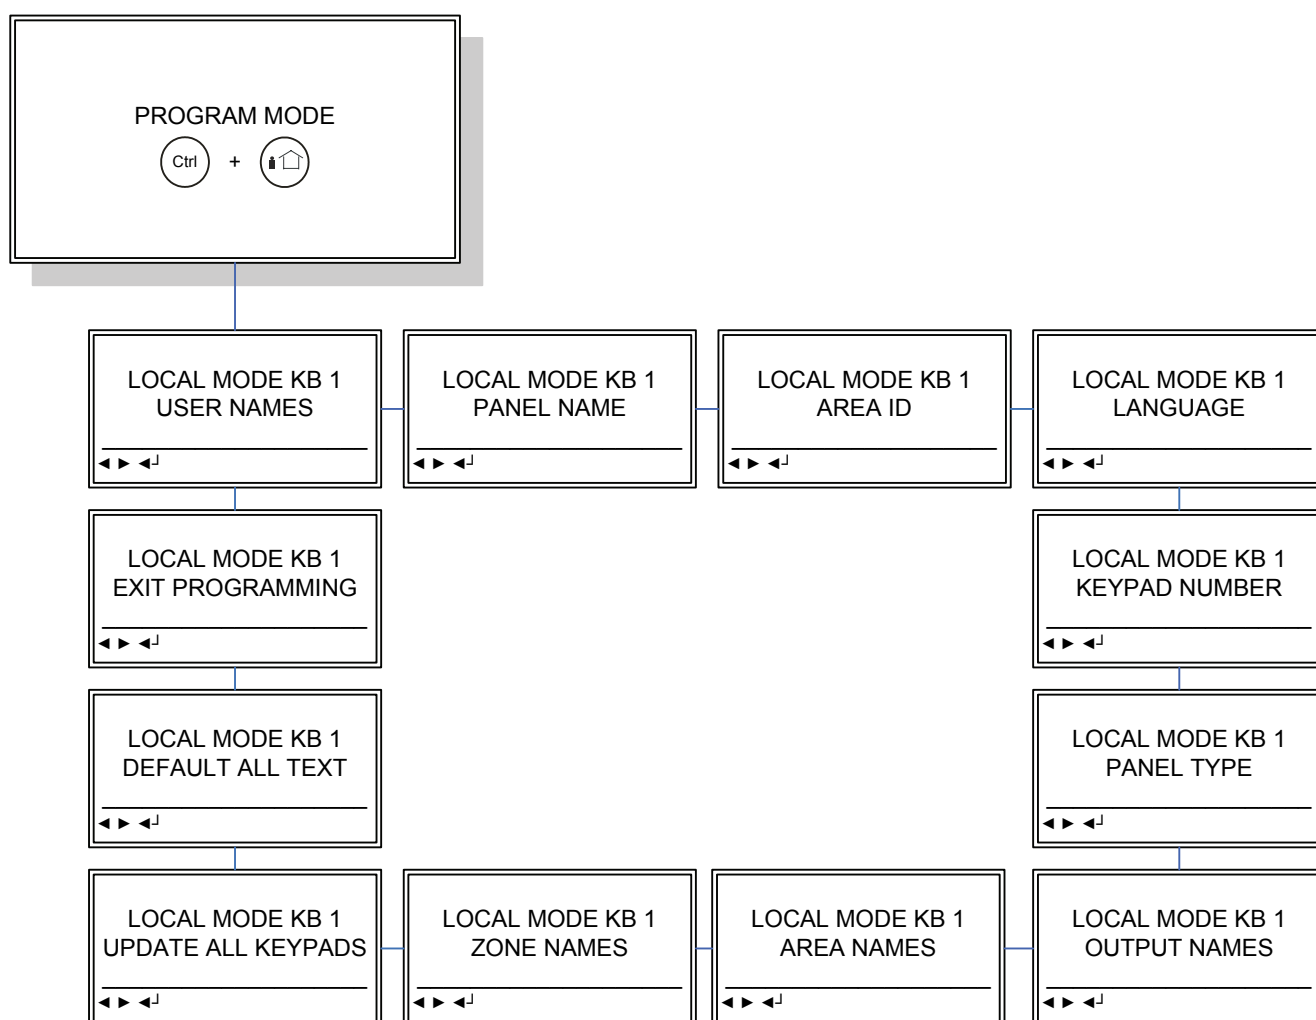 PROGRAM MODE
Ctrl +
LOCAL MODE KB 1
USER NAMES
◄ ► ◄┘
LOCAL MODE KB 1
PANEL NAME
◄ ► ◄┘
LOCAL MODE KB 1
AREA ID
◄ ► ◄┘
LOCAL MODE KB 1
LANGUAGE
◄ ► ◄┘
LOCAL MODE KB 1
EXIT PROGRAMMING
◄ ► ◄┘
LOCAL MODE KB 1
KEYPAD NUMBER
◄ ► ◄┘
LOCAL MODE KB 1
DEFAULT ALL TEXT
◄ ► ◄┘
LOCAL MODE KB 1
PANEL TYPE
◄ ► ◄┘
LOCAL MODE KB 1
UPDATE ALL KEYPADS
◄ ► ◄┘
LOCAL MODE KB 1
ZONE NAMES
◄ ► ◄┘
LOCAL MODE KB 1
AREA NAMES
◄ ► ◄┘
LOCAL MODE KB 1
OUTPUT NAMES
◄ ► ◄┘